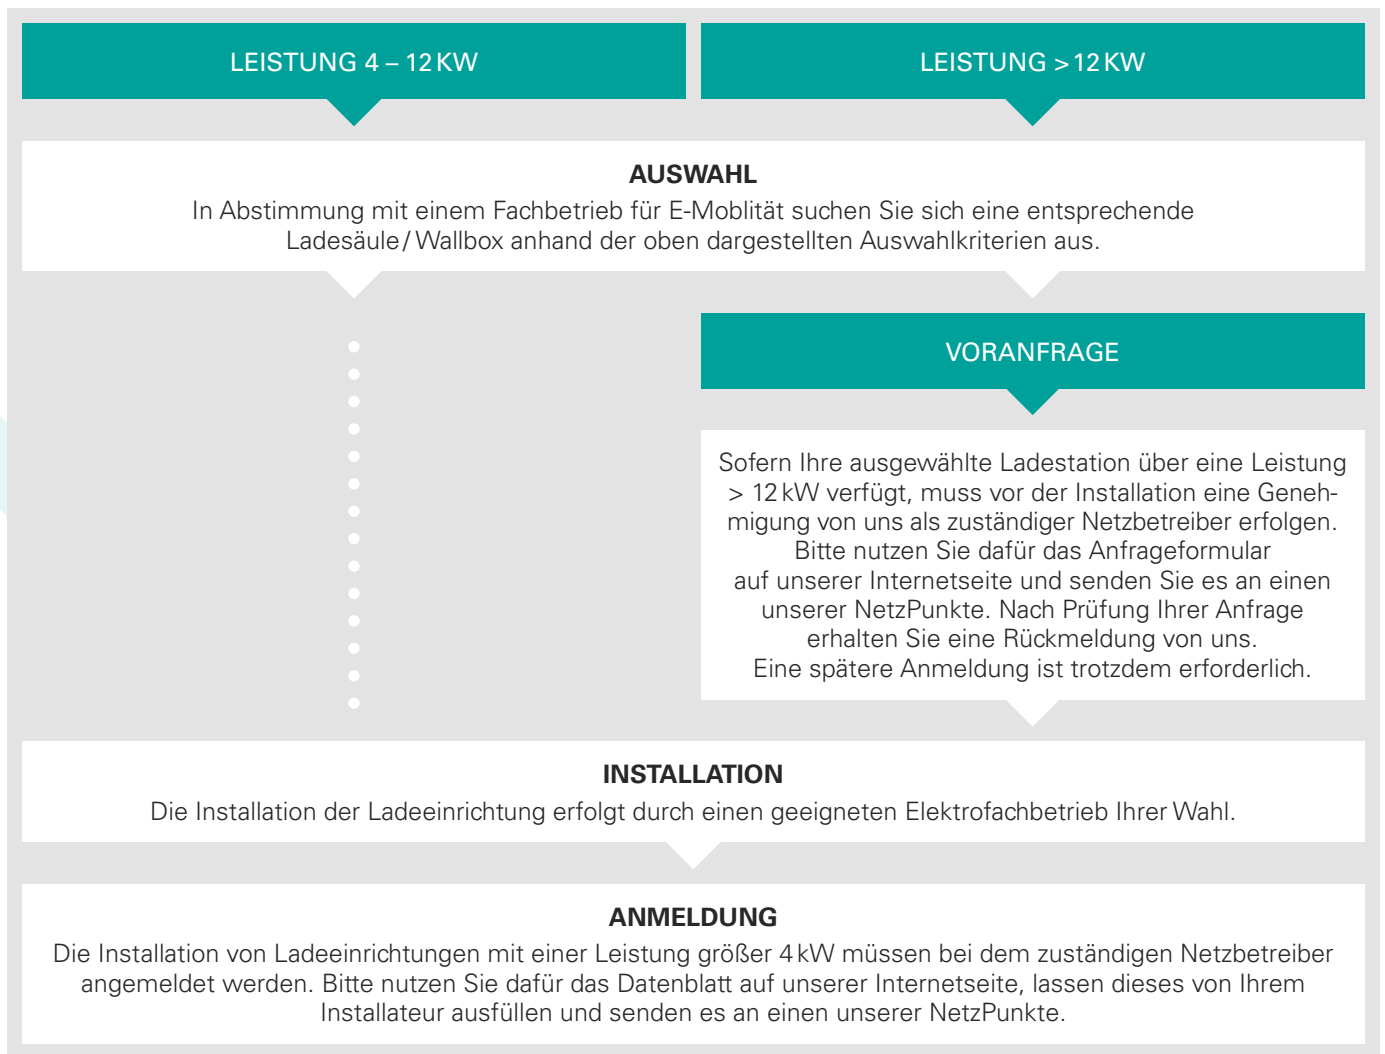 LEISTUNG 4 – 12 KW
LEISTUNG > 12 KW
AUSWAHL
In Abstimmung mit einem Fachbetrieb für E-Moblität suchen Sie sich eine entsprechende
Ladesäule / Wallbox anhand der oben dargestellten Auswahlkriterien aus.
VORANFRAGE
Sofern Ihre ausgewählte Ladestation über eine Leistung
> 12 kW verfügt, muss vor der Installation eine Geneh-
migung von uns als zuständiger Netzbetreiber erfolgen.
Bitte nutzen Sie dafür das Anfrageformular
auf unserer Internetseite und senden Sie es an einen
unserer NetzPunkte. Nach Prüfung Ihrer Anfrage
erhalten Sie eine Rückmeldung von uns.
Eine spätere Anmeldung ist trotzdem erforderlich.
INSTALLATION
Die Installation der Ladeeinrichtung erfolgt durch einen geeigneten Elektrofachbetrieb Ihrer Wahl.
ANMELDUNG
Die Installation von Ladeeinrichtungen mit einer Leistung größer 4 kW müssen bei dem zuständigen Netzbetreiber
angemeldet werden. Bitte nutzen Sie dafür das Datenblatt auf unserer Internetseite, lassen dieses von Ihrem
Installateur ausfüllen und senden es an einen unserer NetzPunkte.